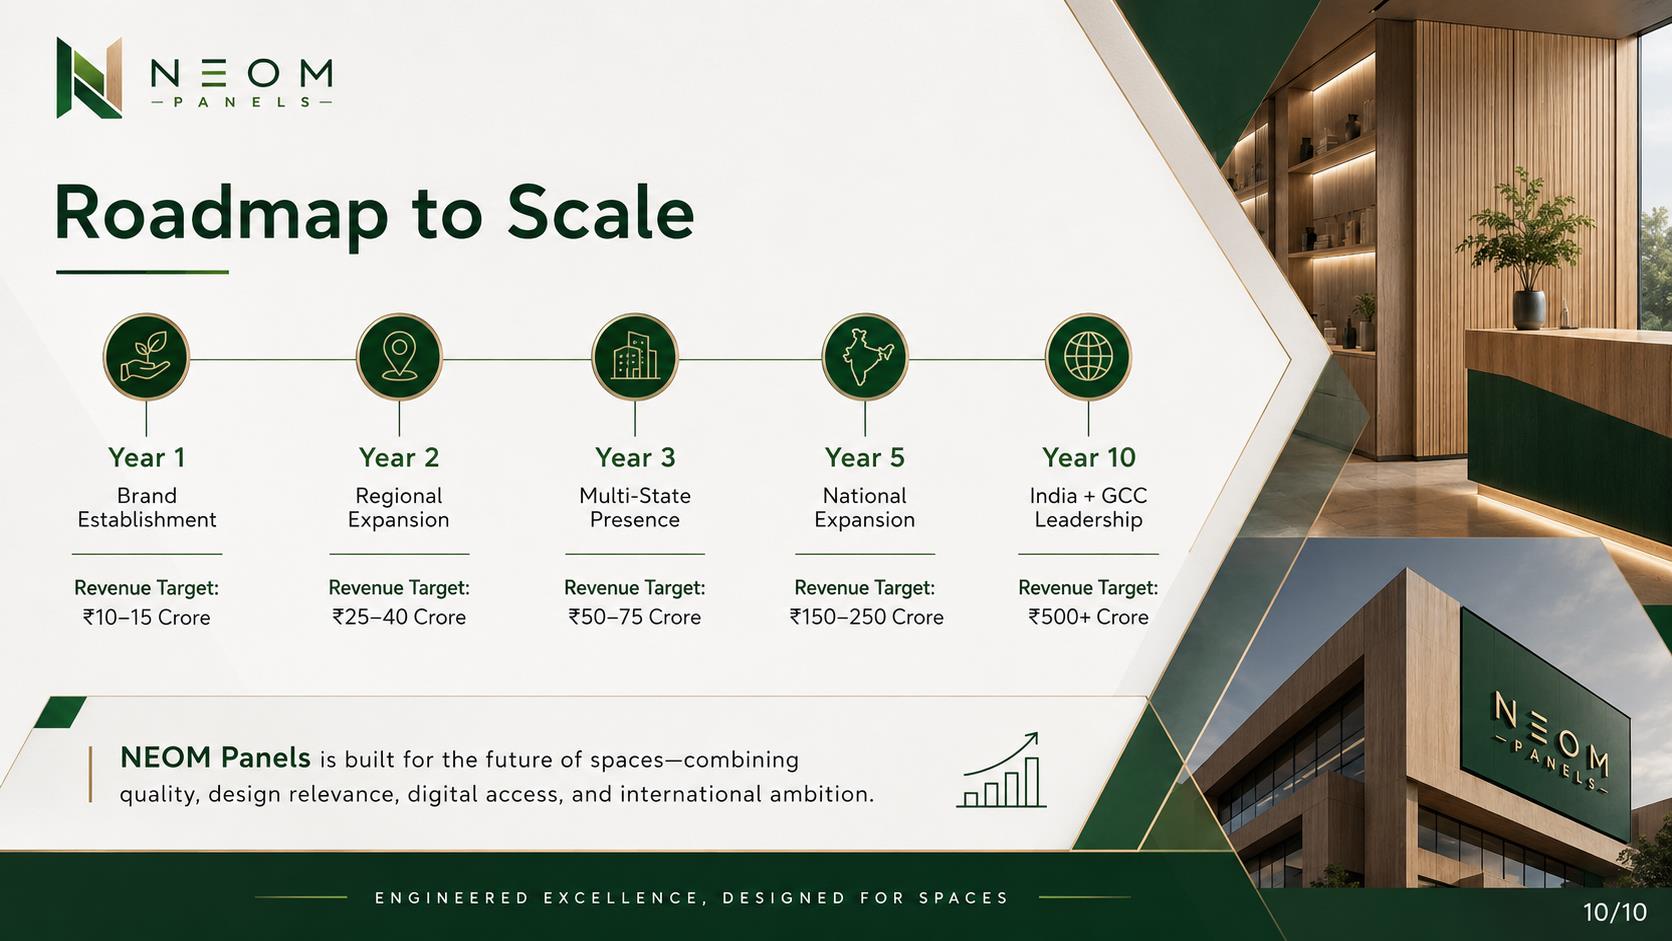 NEOM
PANELS
Roadmap to Scale
Year 1
Brand
Establishment
Revenue Target:
₹10–15 Crore
Year 2
Regional
Expansion
Revenue Target:
₹25–40 Crore
Year 3
Multi-State
Presence
Revenue Target:
₹50–75 Crore
Year 5
National
Expansion
Revenue Target:
₹150–250 Crore
Year 10
India + GCC
Leadership
Revenue Target:
₹500+ Crore
NEOM Panels is built for the future of spaces—combining
quality, design relevance, digital access, and international ambition.
NEOM
PANELS
ENGINEERED EXCELLENCE, DESIGNED FOR SPACES
10/10